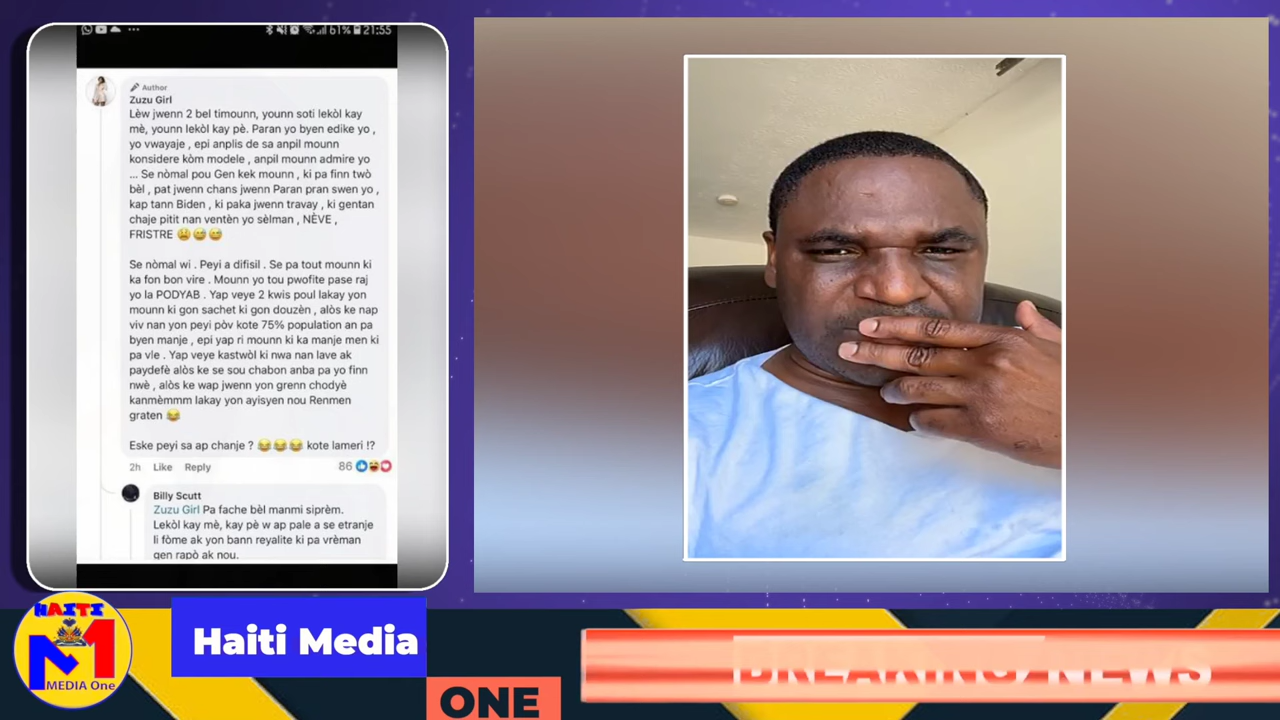 61% 21:55
Author
Zuzu Girl
Lèw jwenn 2 bel timounn, younn soti lekòl kay
mè, younn lekòl kay pè. Paran yo byen edike yo ,
yo vwayaje , epi anplis de sa anpil mounn
konsidere kòm modele , anpil mounn admire yo
... Se nòmal pou Gen kek mounn , ki pa finn twò
bèl , pat jwenn chans jwenn Paran pran swen yo ,
kap tann Biden , ki paka jwenn travay , ki gentan
chaje pitit nan ventèn yo sèlman , NÈVE ,
FRISTRE 😩😅😅
Se nòmal wi . Peyi a difisil . Se pa tout mounn ki
ka fon bon vire . Mounn yo tou pwofite pase raj
yo la PODYAB . Yap veye 2 kwis poul lakay yon
mounn ki gon sachet ki gon douzèn , alòs ke nap
viv nan yon peyi pòv kote 75% population an pa
byen manje , epi yap ri mounn ki ka manje men ki
pa vle . Yap veye kastwòl ki nwa nan lave ak
paydefè alòs ke se sou chabon anba pa yo finn
nwè , alòs ke wap jwenn yon grenn chodyè
kanmèmmm lakay yon ayisyen nou Renmen
graten 😂
Eske peyi sa ap chanje ? 😂😂😂 kote lameri !?
2h Like Reply 86
Billy Scutt
Zuzu Girl Pa fache bèl manmi siprèm.
Lekòl kay mè, kay pè w ap pale a se etranje
li fòme ak yon bann reyalite ki pa vrèman
gen rapò ak nou.
HAITI
M1
MEDIA One
Haiti Media
ONE
BREAKING NEWS